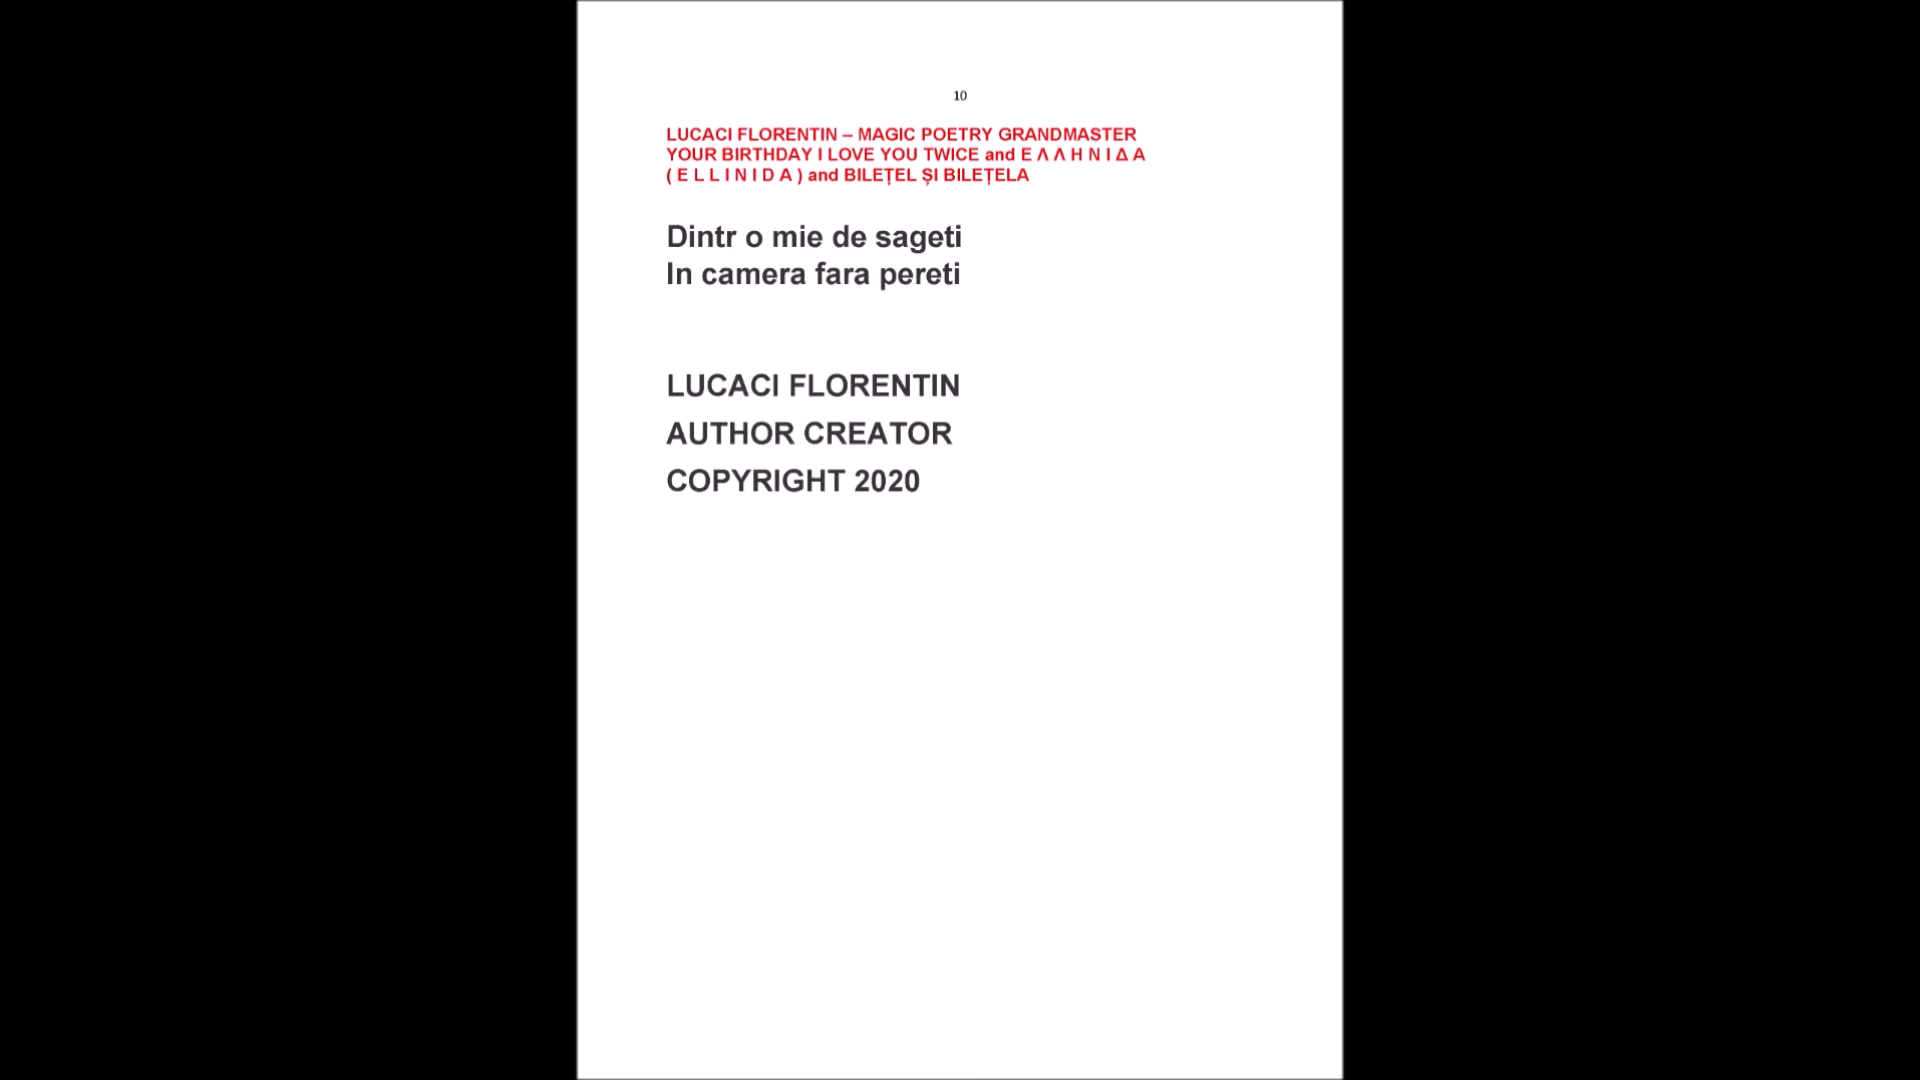 10
LUCACI FLORENTIN – MAGIC POETRY GRANDMASTER
YOUR BIRTHDAY I LOVE YOU TWICE and Ε Λ Λ Η Ν Ι Δ Α
( E L L I N I D A ) and BILEȚEL ȘI BILEȚELA
Dintr o mie de sageti
In camera fara pereti
LUCACI FLORENTIN
AUTHOR CREATOR
COPYRIGHT 2020